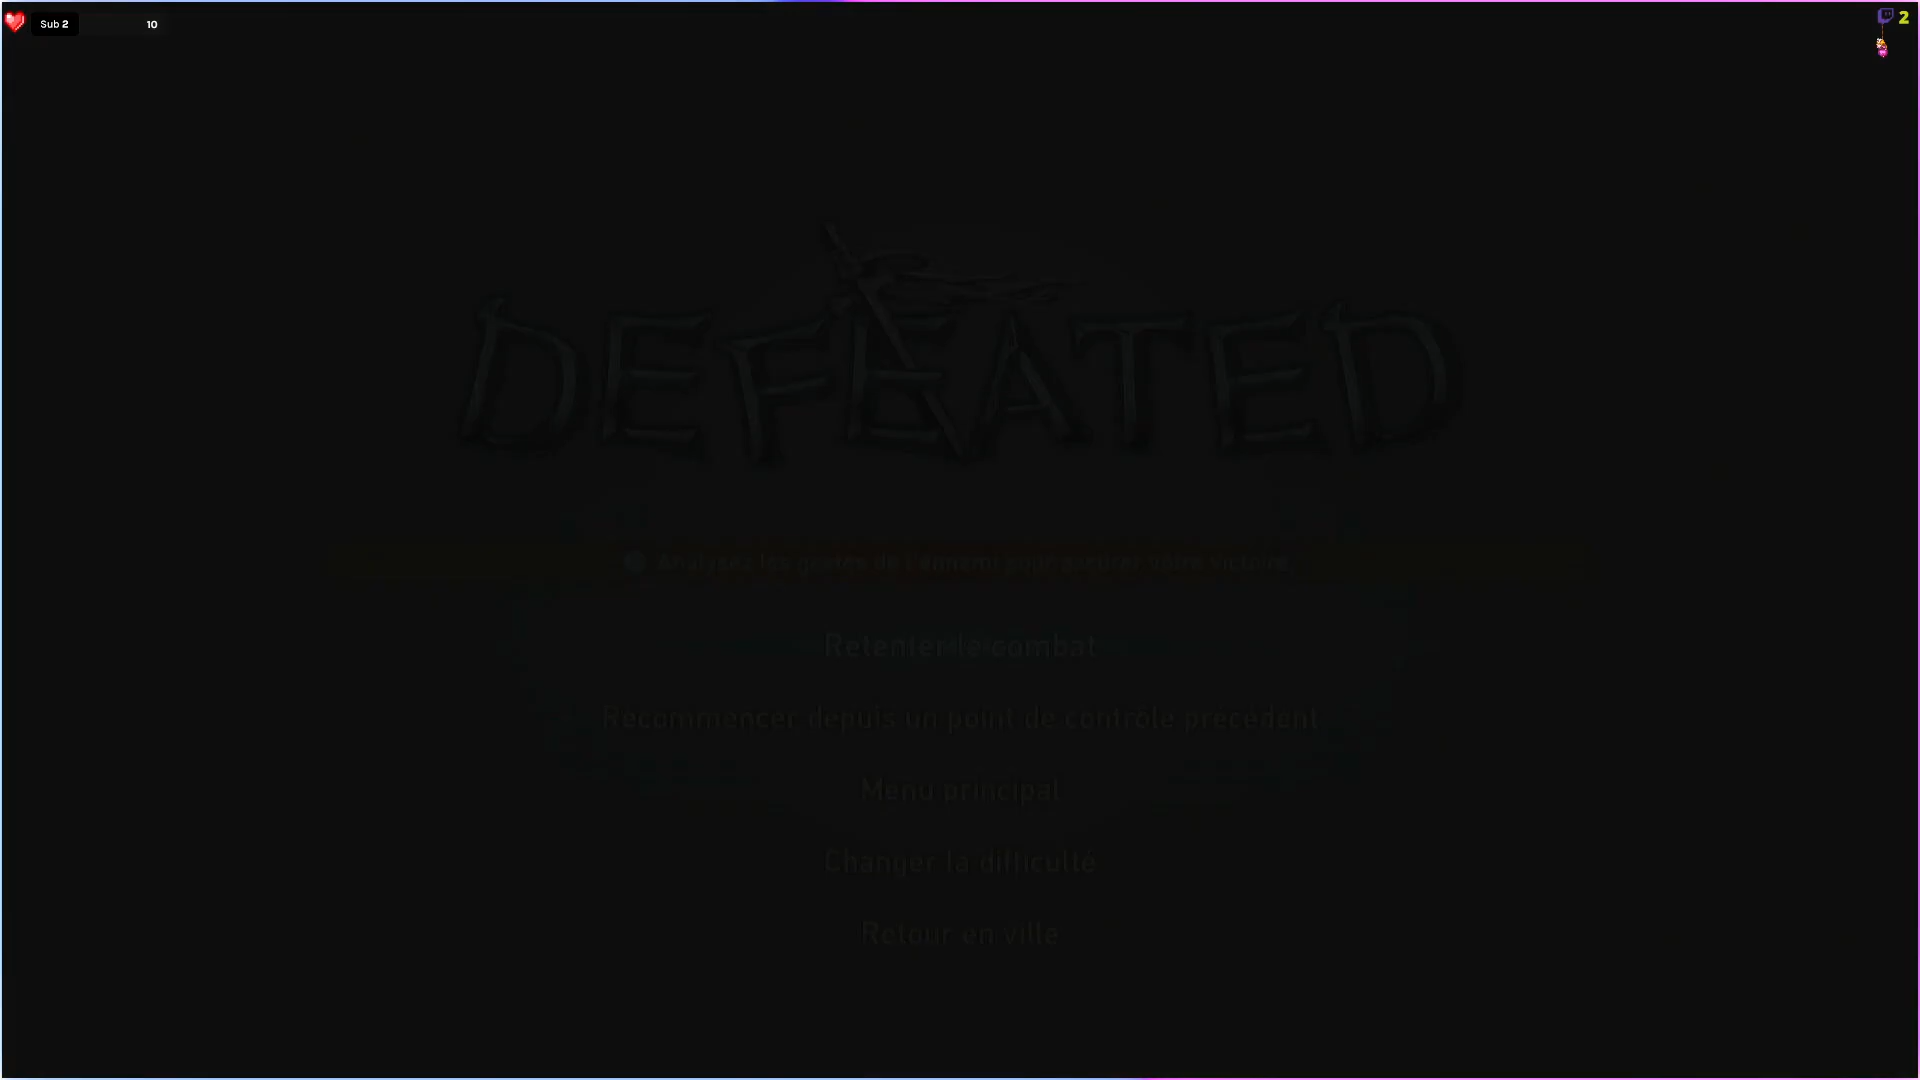 Sub 2 10
2
DEFEATED
Analysez les gestes de l'ennemi pour assurer votre victoire.
Retenter le combat
Recommencer depuis un point de contrôle précédent
Menu principal
Changer la difficulté
Retour en ville